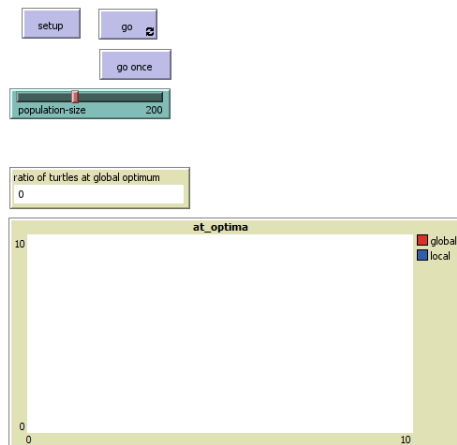 setup
go
go once
population-size 200
ratio of turtles at global optimum
0
at_optima
10
global
local
0
0
10